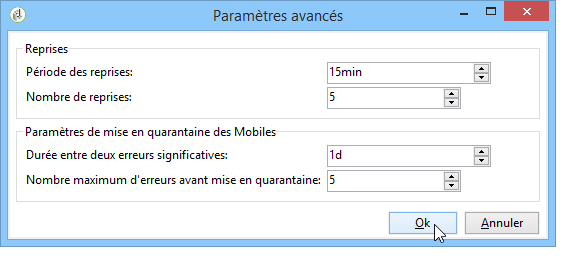 Paramètres avancés
Reprises
Période des reprises: 15min
Nombre de reprises: 5
Paramètres de mise en quarantaine des Mobiles
Durée entre deux erreurs significatives: 1d
Nombre maximum d'erreurs avant mise en quarantaine: 5
Ok Annuler